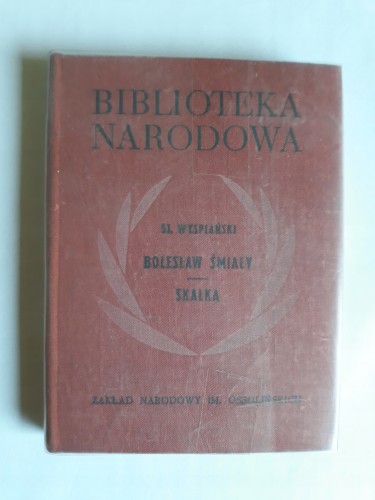 BIBLIOTEKA
NARODOWA
ST. WYSPIAŃSKI
BOLESŁAW ŚMIAŁY
SKAŁKA
ZAKŁAD NARODOWY IM. OSSOLIŃSKICH